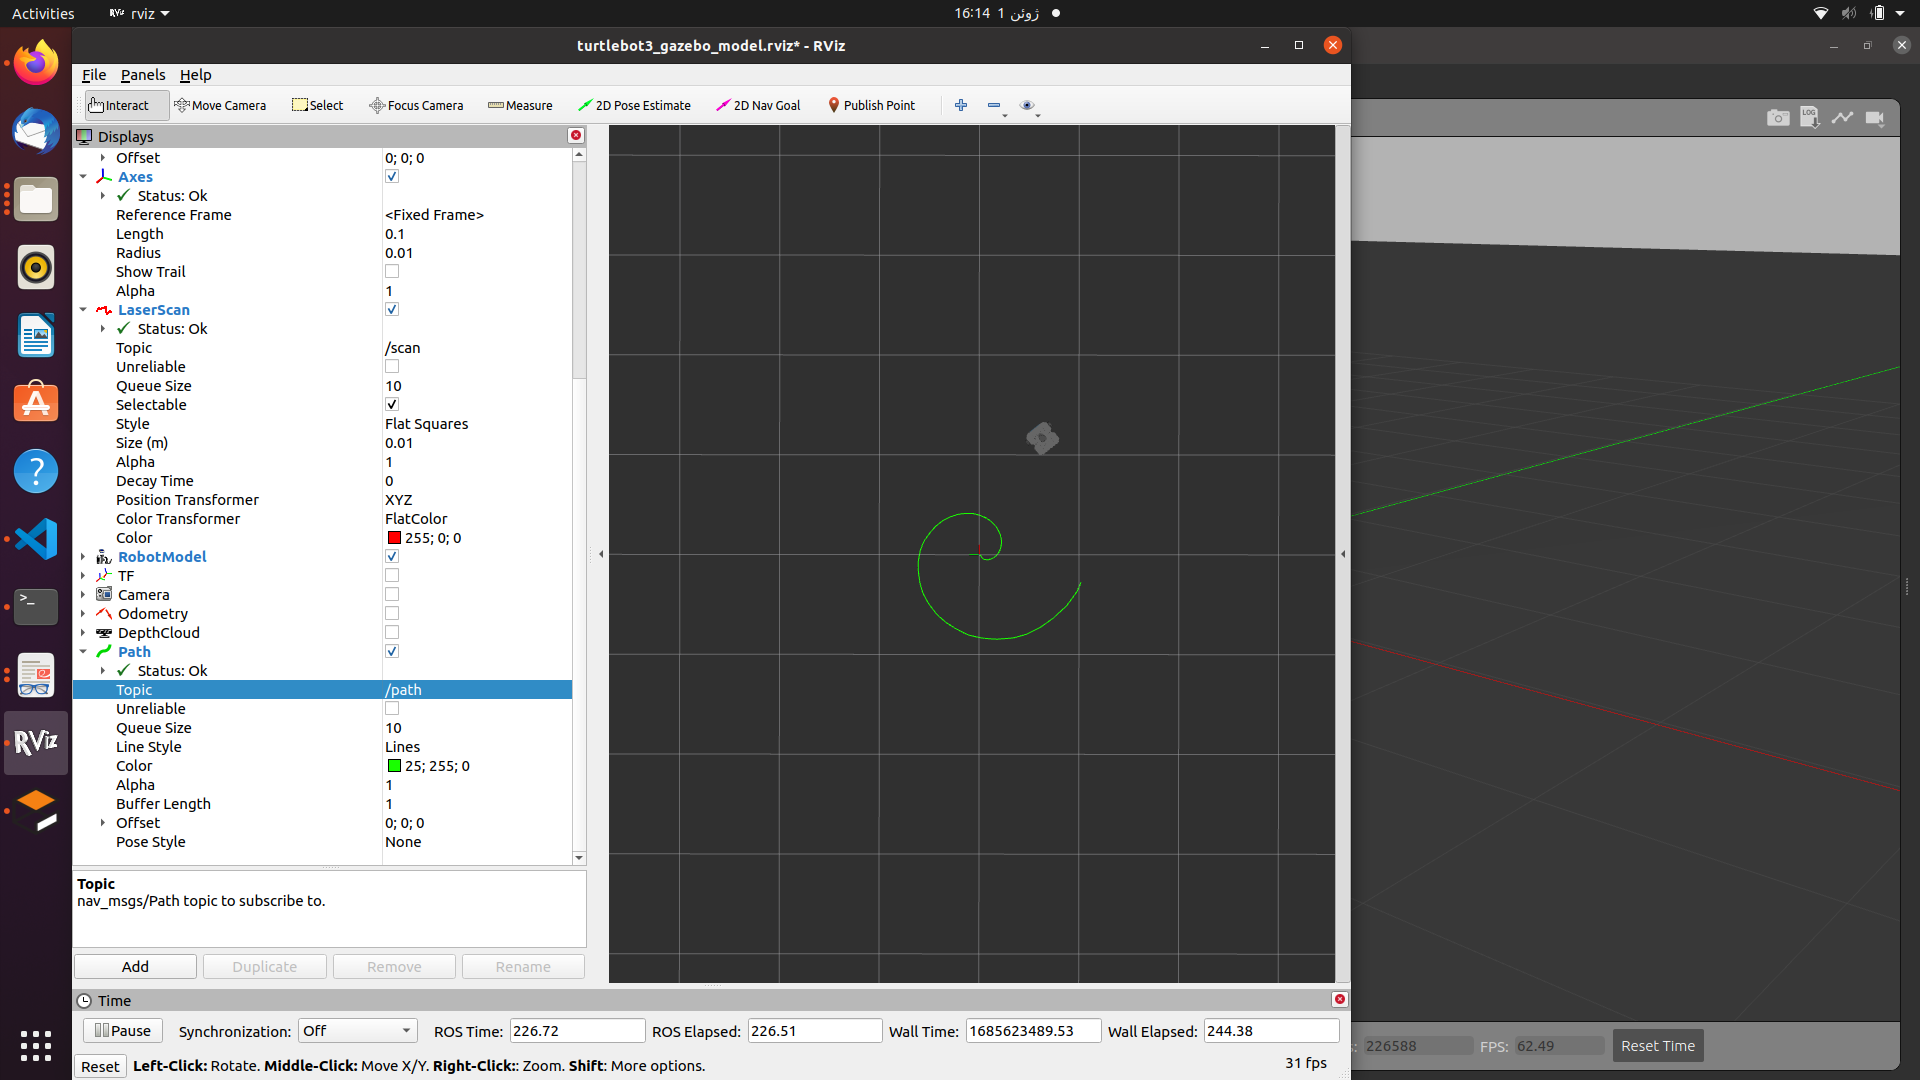 Activities
rviz
16:14 1 ژوئن
turtlebot3_gazebo_model.rviz* - RViz
File Panels Help
Interact Move Camera Select Focus Camera Measure 2D Pose Estimate 2D Nav Goal Publish Point
LOG
Displays
Offset 0; 0; 0
Axes
Status: Ok
Reference Frame <Fixed Frame>
Length 0.1
Radius 0.01
Show Trail
Alpha 1
LaserScan
Status: Ok
Topic /scan
Unreliable
Queue Size 10
Selectable
Style Flat Squares
Size (m) 0.01
Alpha 1
Decay Time 0
Position Transformer XYZ
Color Transformer FlatColor
Color 255; 0; 0
RobotModel
TF
Camera
Odometry
DepthCloud
Path
Status: Ok
Topic /path
Unreliable
Queue Size 10
Line Style Lines
Color 25; 255; 0
Alpha 1
Buffer Length 1
Offset 0; 0; 0
Pose Style None
RViz
Topic
nav_msgs/Path topic to subscribe to.
Add Duplicate Remove Rename
Time
Pause Synchronization: Off ROS Time: 226.72 ROS Elapsed: 226.51 Wall Time: 1685623489.53 Wall Elapsed: 244.38
226588 FPS: 62.49 Reset Time
Reset Left-Click: Rotate. Middle-Click: Move X/Y. Right-Click:: Zoom. Shift: More options. 31 fps